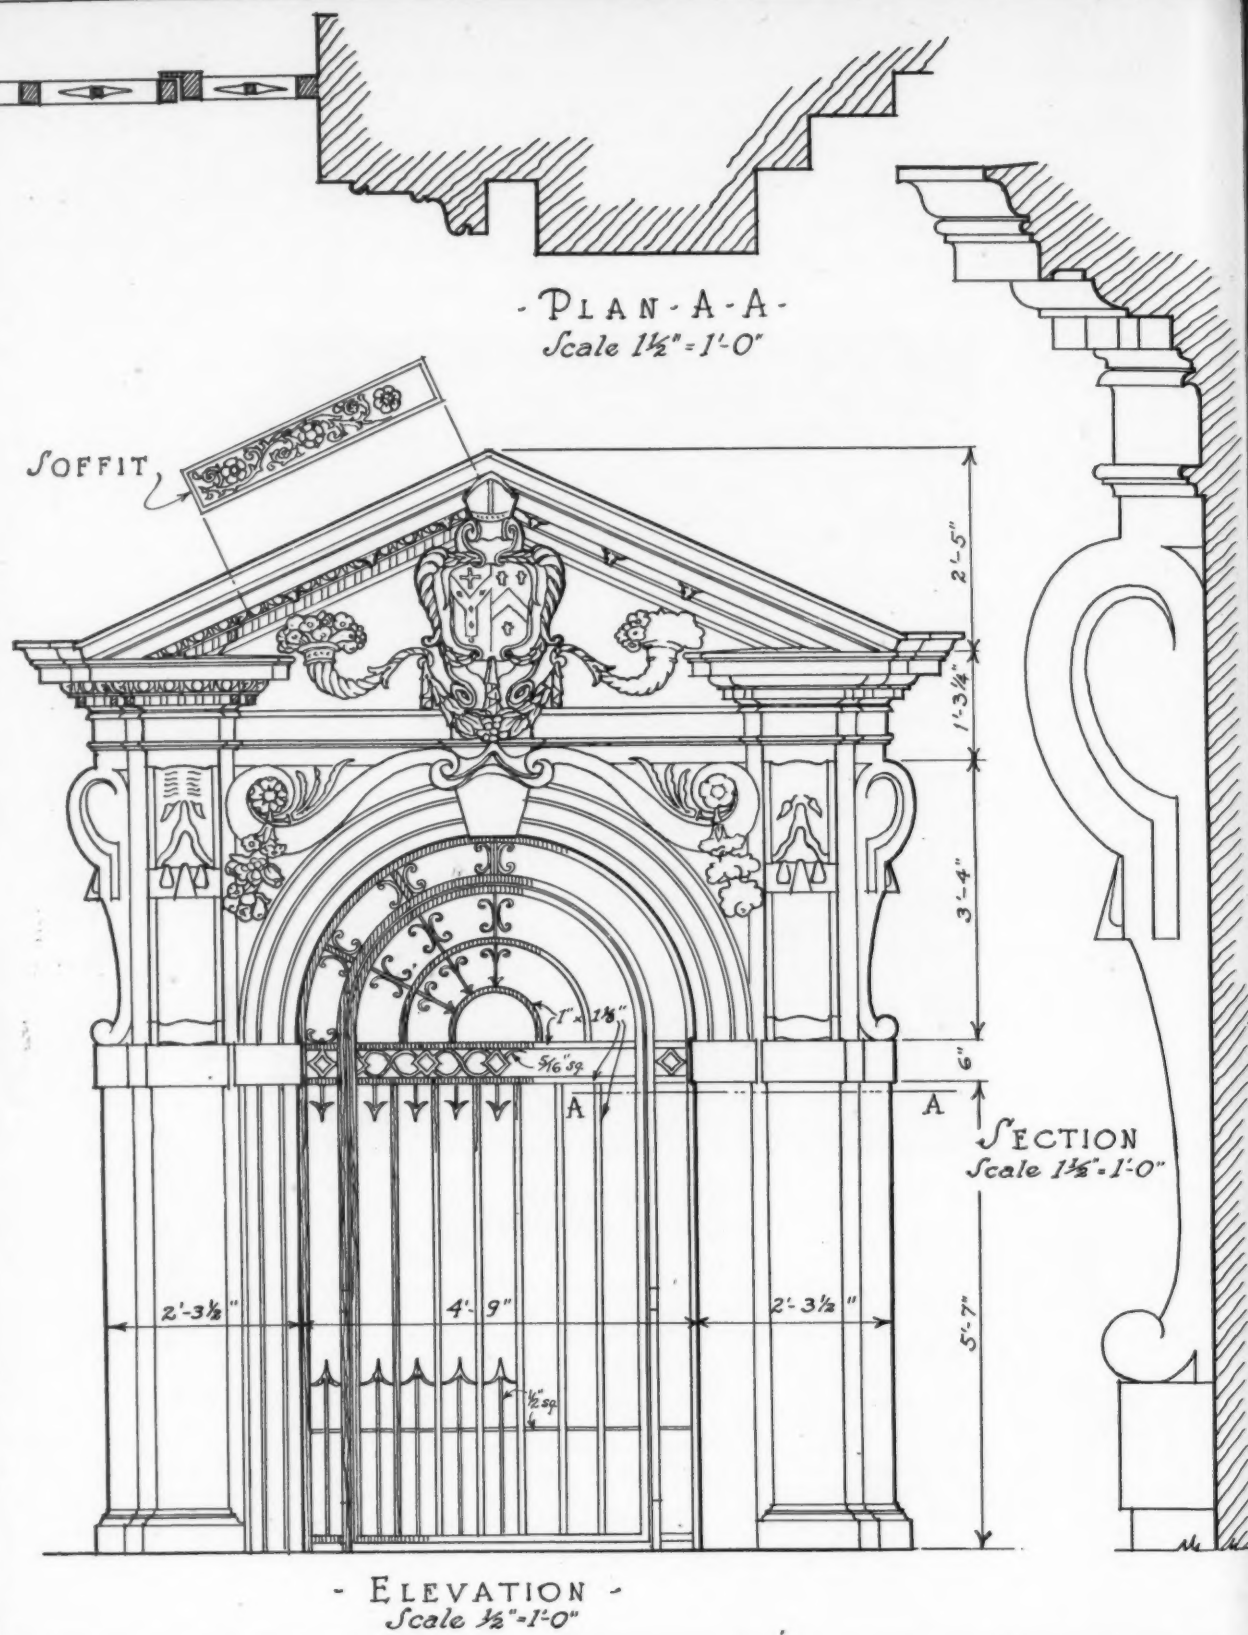 - PLAN - A - A -
Scale 1½" = 1'-0"
SOFFIT
2'-5"
1'-3¼"
3'-4"
1" x 1⅛"
5/16" sq.
6"
A A
SECTION
Scale 1½" = 1'-0"
2'-3½" 4'-9" 2'-3½"
5'-7"
½" sq.
- ELEVATION -
Scale ½" = 1'-0"